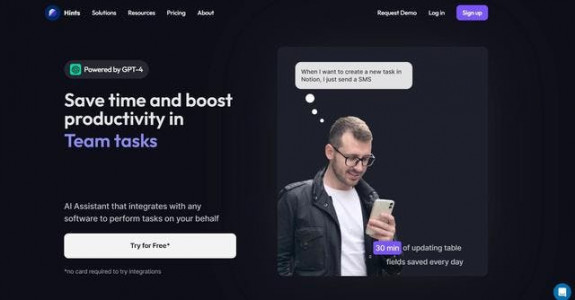 Hints Solutions Resources Pricing About Request Demo Log in Sign up
Powered by GPT-4
Save time and boost
productivity in
Team tasks
AI Assistant that integrates with any
software to perform tasks on your behalf
Try for Free*
*no card required to try integrations
When I want to create a new task in
Notion, I just send a SMS
30 min of updating table
fields saved every day